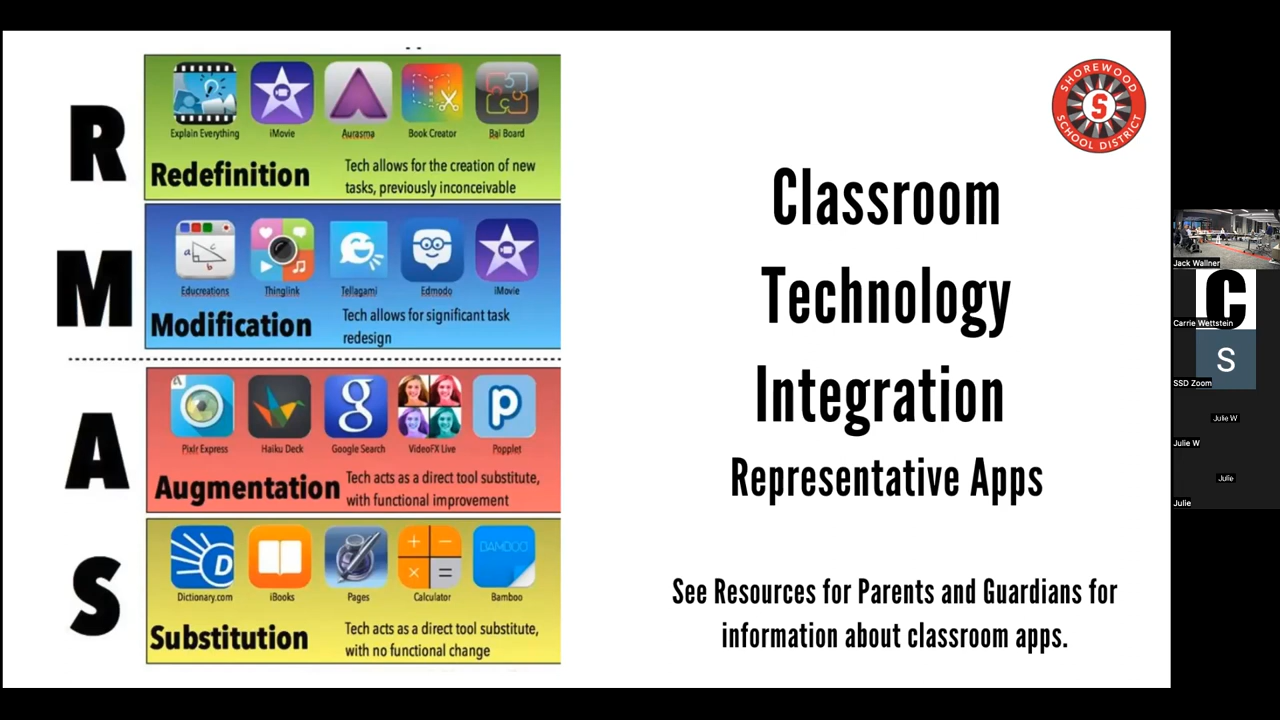 R
Explain Everything
iMovie
Aurasma
Book Creator
Bai Board
Redefinition
Tech allows for the creation of new
tasks, previously inconceivable
M
Educreations
Thinglink
Tellagami
Edmodo
iMovie
Modification
Tech allows for significant task
redesign
A
Pixlr Express
Haiku Deck
Google Search
VideoFX Live
Popplet
Augmentation
Tech acts as a direct tool substitute,
with functional improvement
S
Dictionary.com
iBooks
Pages
Calculator
BAMBOO
Bamboo
Substitution
Tech acts as a direct tool substitute,
with no functional change
SHOREWOOD
S
SCHOOL DISTRICT
Classroom
Technology
Integration
Representative Apps
See Resources for Parents and Guardians for
information about classroom apps.
Jack Wallner
C
Carrie Wettstein
S
SSD Zoom
Julie W
Julie W
Julie
Julie